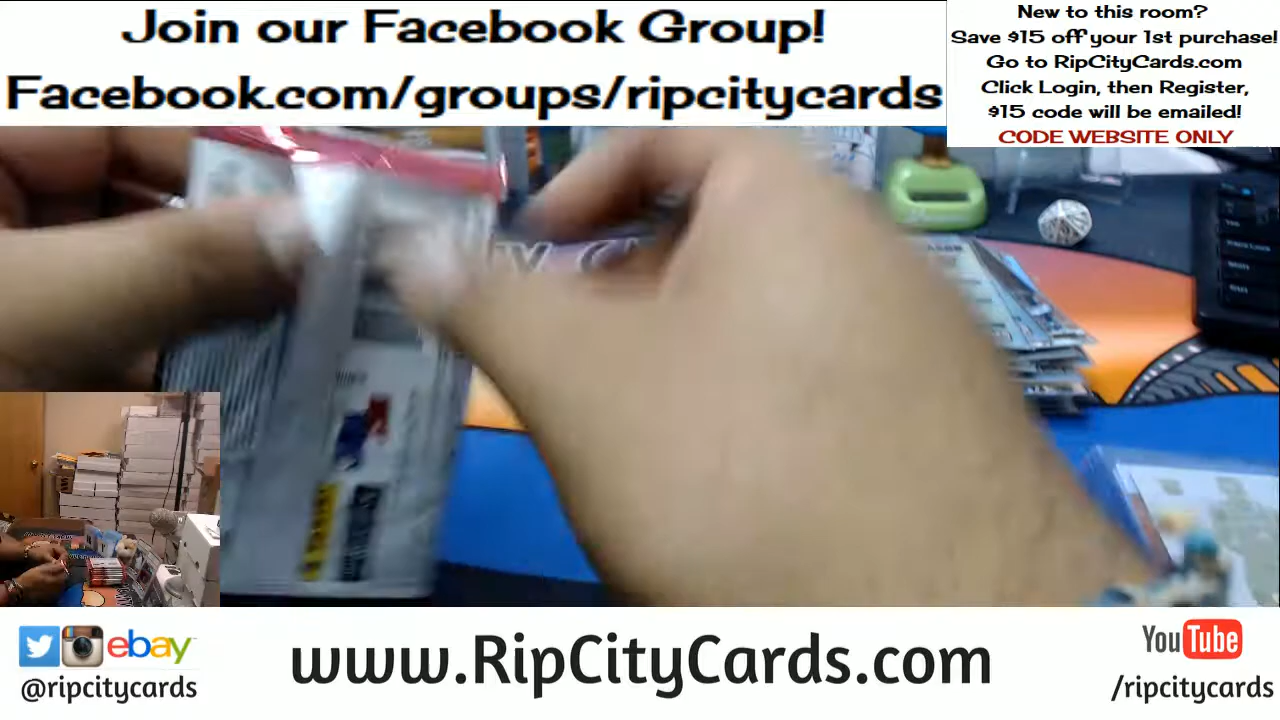 Join our Facebook Group!
Facebook.com/groups/ripcitycards
New to this room?
Save $15 off your 1st purchase!
Go to RipCityCards.com
Click Login, then Register,
$15 code will be emailed!
CODE WEBSITE ONLY
ebay
@ripcitycards
www.RipCityCards.com
YouTube
/ripcitycards